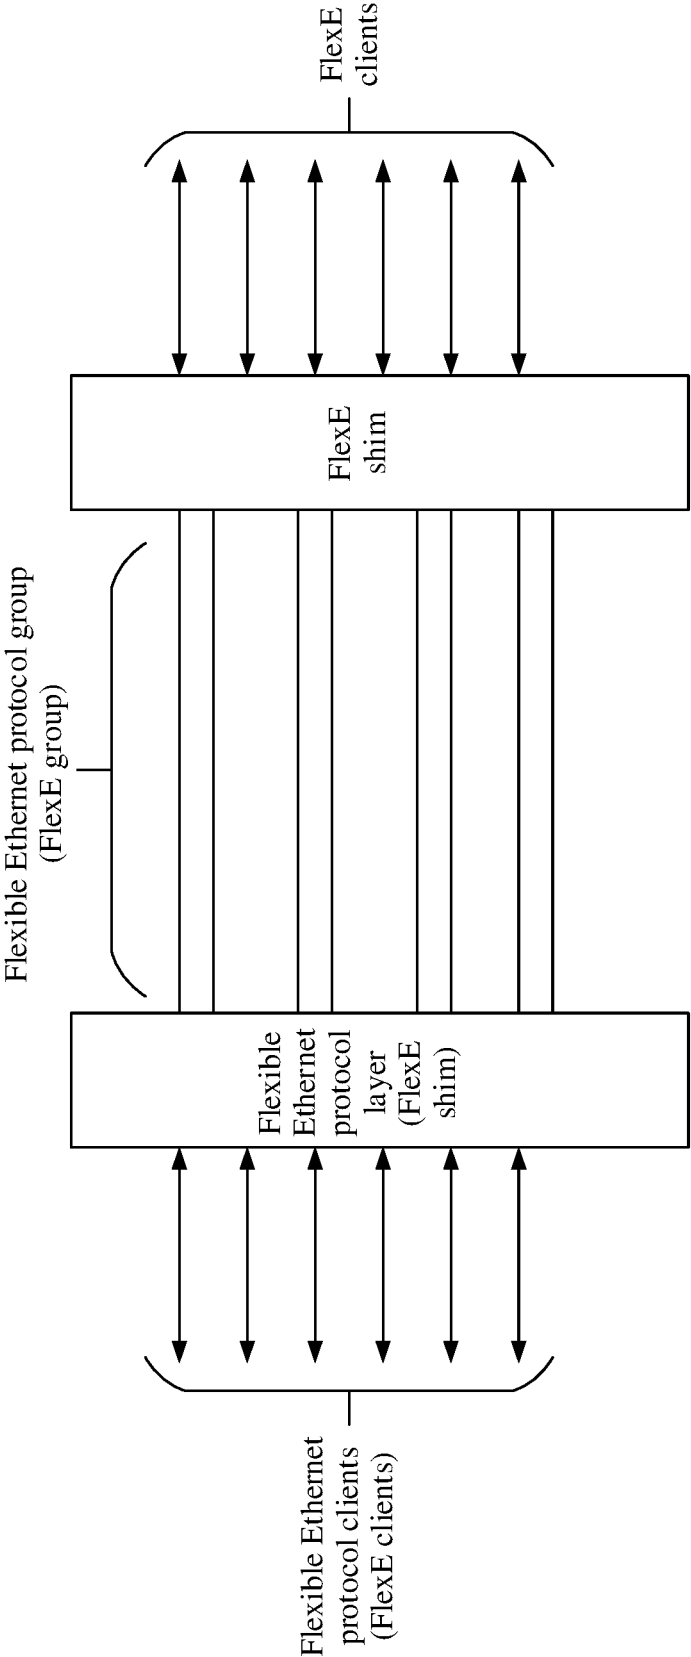 Flexible Ethernet protocol group
(FlexE group)
Flexible Ethernet
protocol clients
(FlexE clients)
Flexible
Ethernet
protocol
layer
(FlexE
shim)
FlexE
shim
FlexE
clients